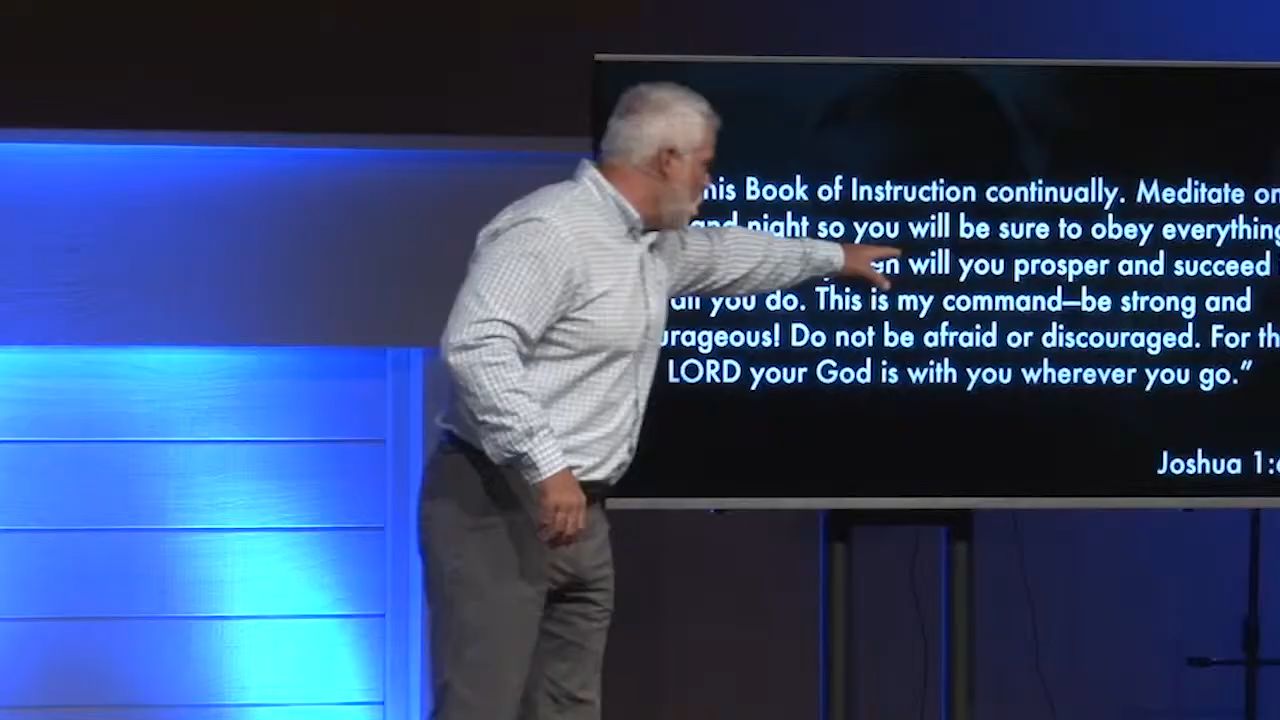 his Book of Instruction continually. Meditate on
and night so you will be sure to obey everything
en will you prosper and succeed
all you do. This is my command—be strong and
urageous! Do not be afraid or discouraged. For th
LORD your God is with you wherever you go.”
Joshua 1: